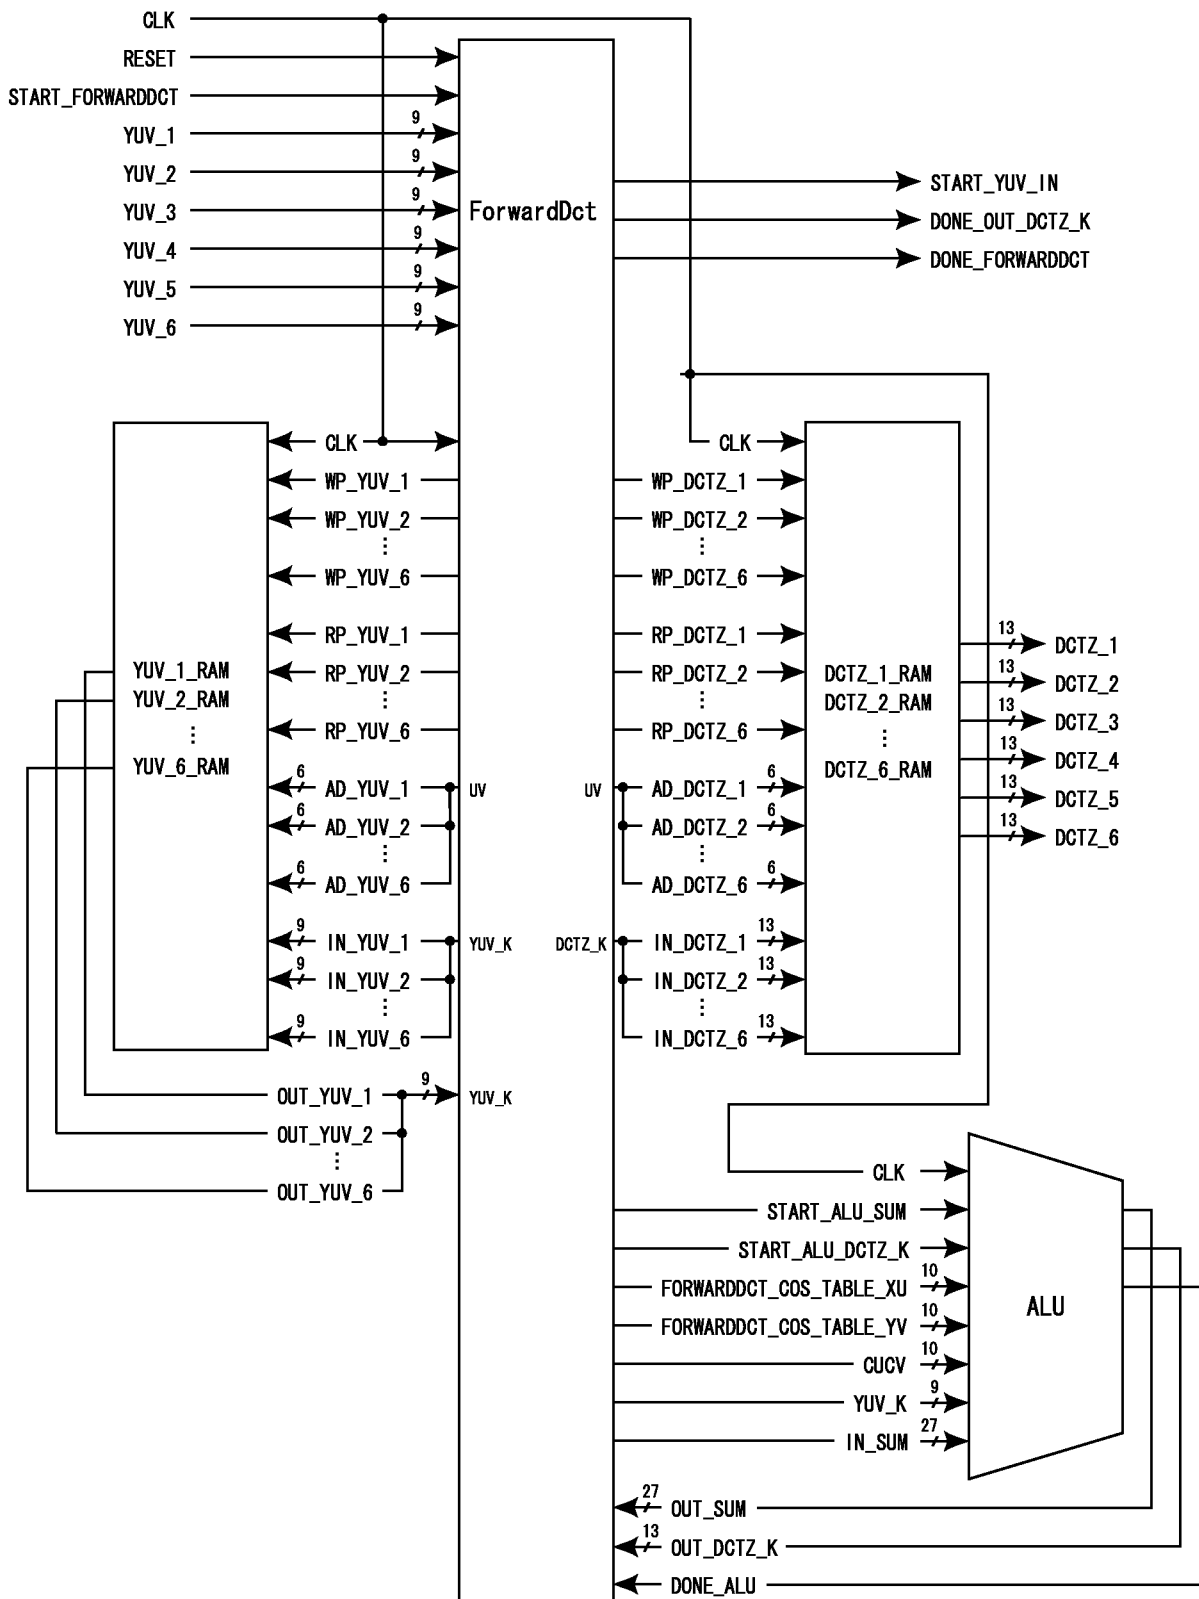 CLK
RESET
START_FORWARDDCT
9
YUV_1
9
YUV_2
9
YUV_3
9
YUV_4
9
YUV_5
9
YUV_6
ForwardDct
START_YUV_IN
DONE_OUT_DCTZ_K
DONE_FORWARDDCT
CLK
WP_YUV_1
WP_YUV_2
⋮
WP_YUV_6
RP_YUV_1
RP_YUV_2
⋮
RP_YUV_6
YUV_1_RAM
YUV_2_RAM
⋮
YUV_6_RAM
6 AD_YUV_1 UV
6 AD_YUV_2
⋮
6 AD_YUV_6
9 IN_YUV_1 YUV_K
9 IN_YUV_2
⋮
9 IN_YUV_6
OUT_YUV_1 9 YUV_K
OUT_YUV_2
⋮
OUT_YUV_6
CLK
WP_DCTZ_1
WP_DCTZ_2
⋮
WP_DCTZ_6
RP_DCTZ_1
RP_DCTZ_2
⋮
RP_DCTZ_6
UV AD_DCTZ_1 6
AD_DCTZ_2 6
⋮
AD_DCTZ_6 6
DCTZ_K IN_DCTZ_1 13
IN_DCTZ_2 13
⋮
IN_DCTZ_6 13
DCTZ_1_RAM
DCTZ_2_RAM
⋮
DCTZ_6_RAM
13 DCTZ_1
13 DCTZ_2
13 DCTZ_3
13 DCTZ_4
13 DCTZ_5
13 DCTZ_6
CLK
START_ALU_SUM
START_ALU_DCTZ_K
FORWARDDCT_COS_TABLE_XU 10
FORWARDDCT_COS_TABLE_YV 10
CUCV 10
YUV_K 9
IN_SUM 27
ALU
27 OUT_SUM
13 OUT_DCTZ_K
DONE_ALU